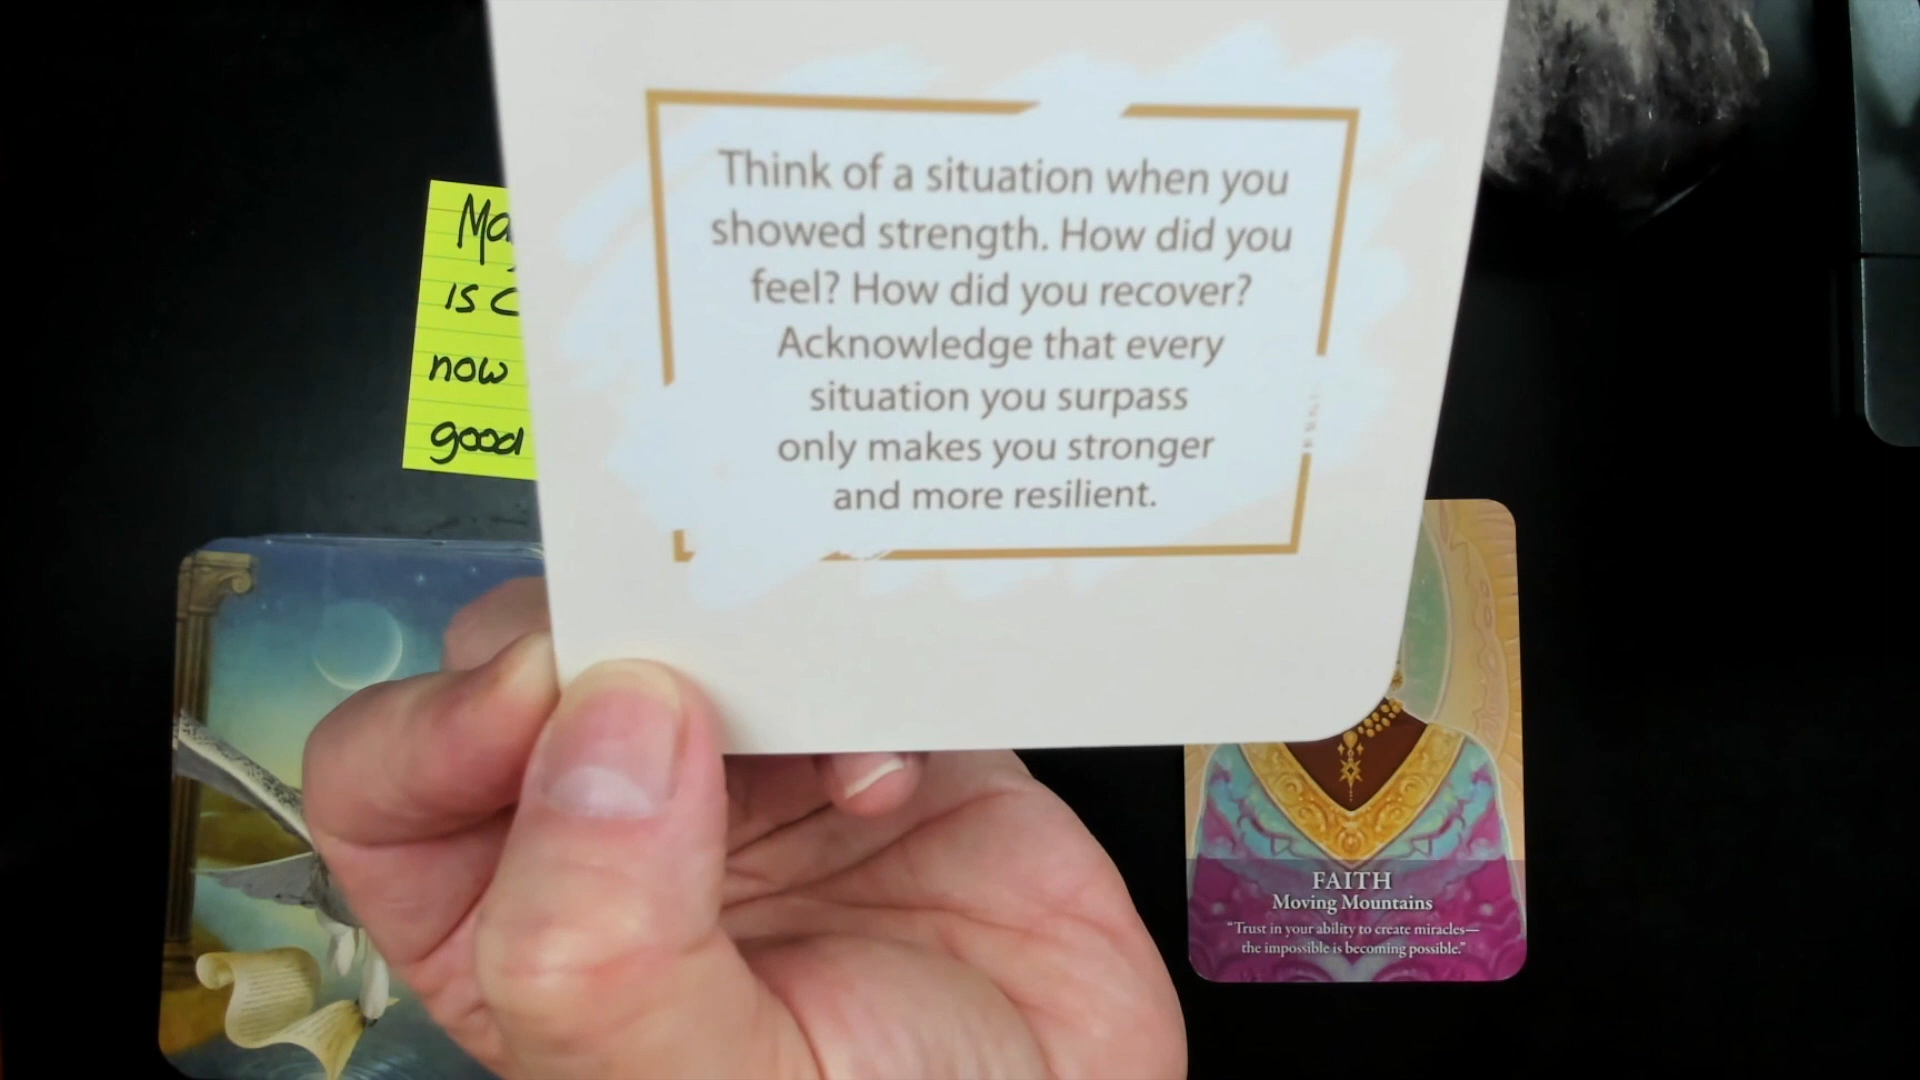 Think of a situation when you
showed strength. How did you
feel? How did you recover?
Acknowledge that every
situation you surpass
only makes you stronger
and more resilient.
is
now
good
FAITH
Moving Mountains
"Trust in your ability to create miracles—
the impossible is becoming possible."